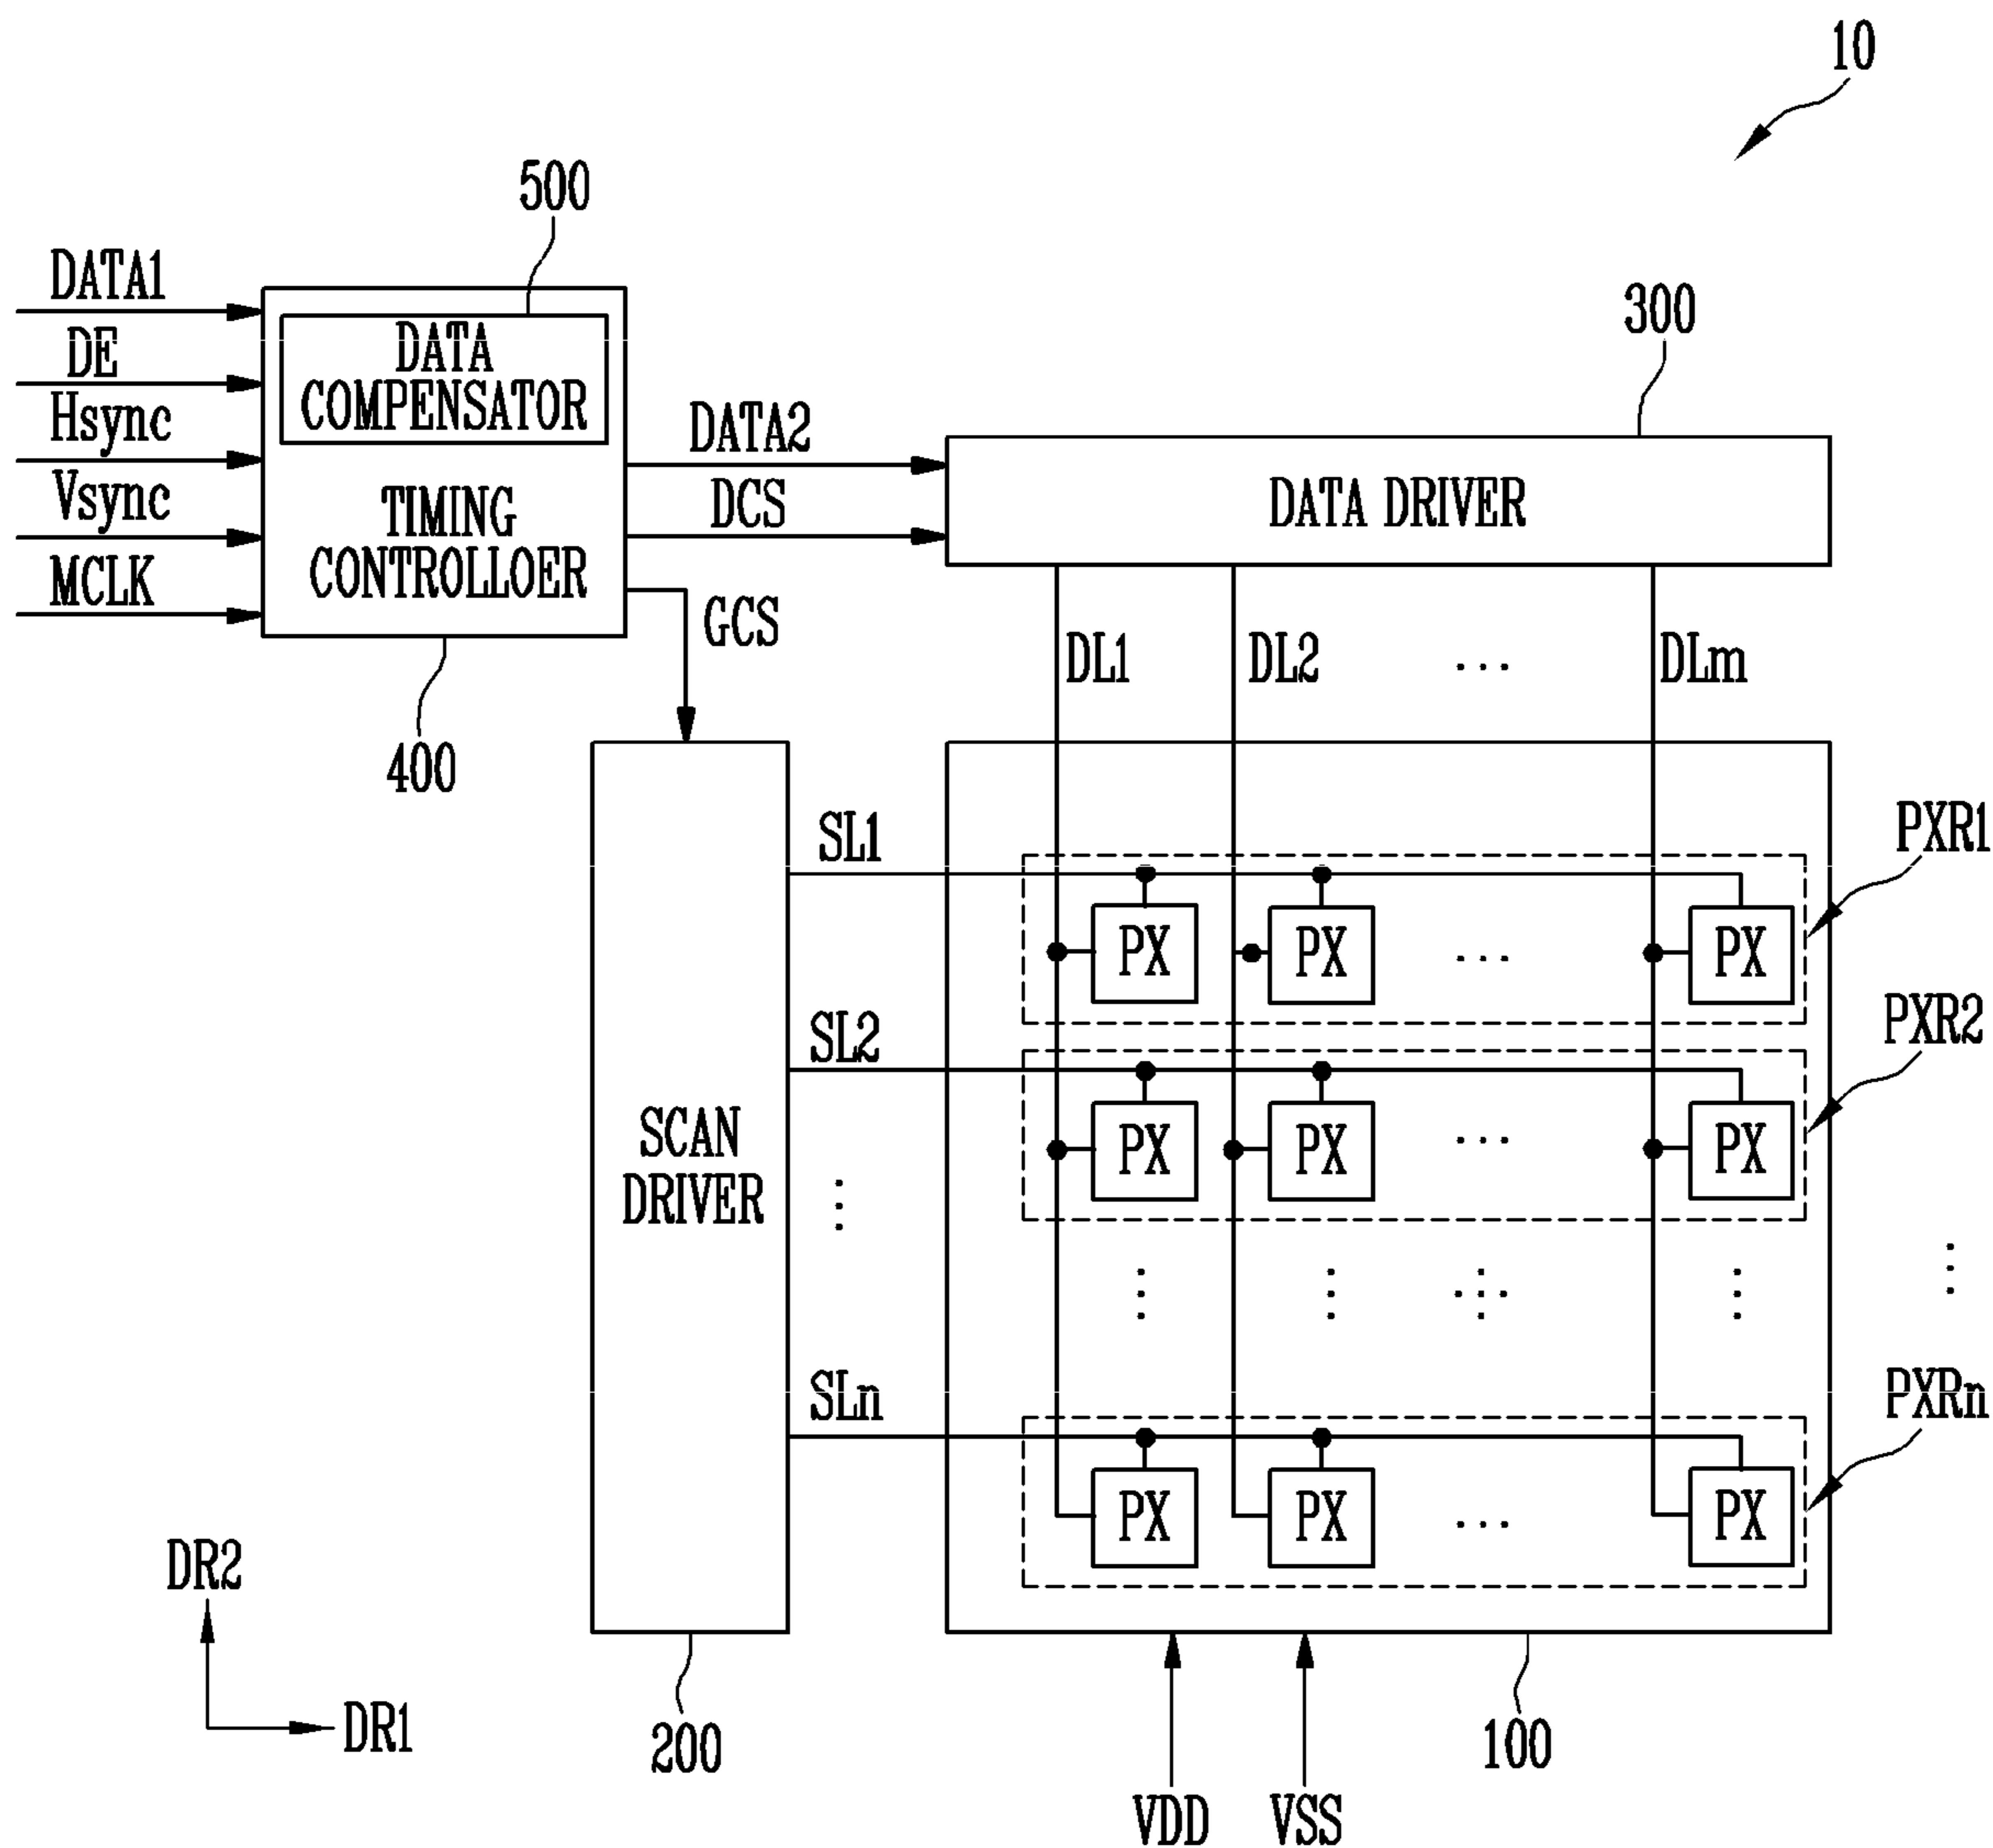 10
500
DATA1
DE
Hsync
Vsync
MCLK
DATA
COMPENSATOR
TIMING
CONTROLLOER
400
DATA2
DCS
GCS
300
DATA DRIVER
DL1 DL2 ... DLm
SCAN
DRIVER
200
SL1
PX PX ... PX
PXR1
SL2
PX PX ... PX
PXR2
SLn
PX PX ... PX
PXRn
DR2
DR1
VDD VSS
100